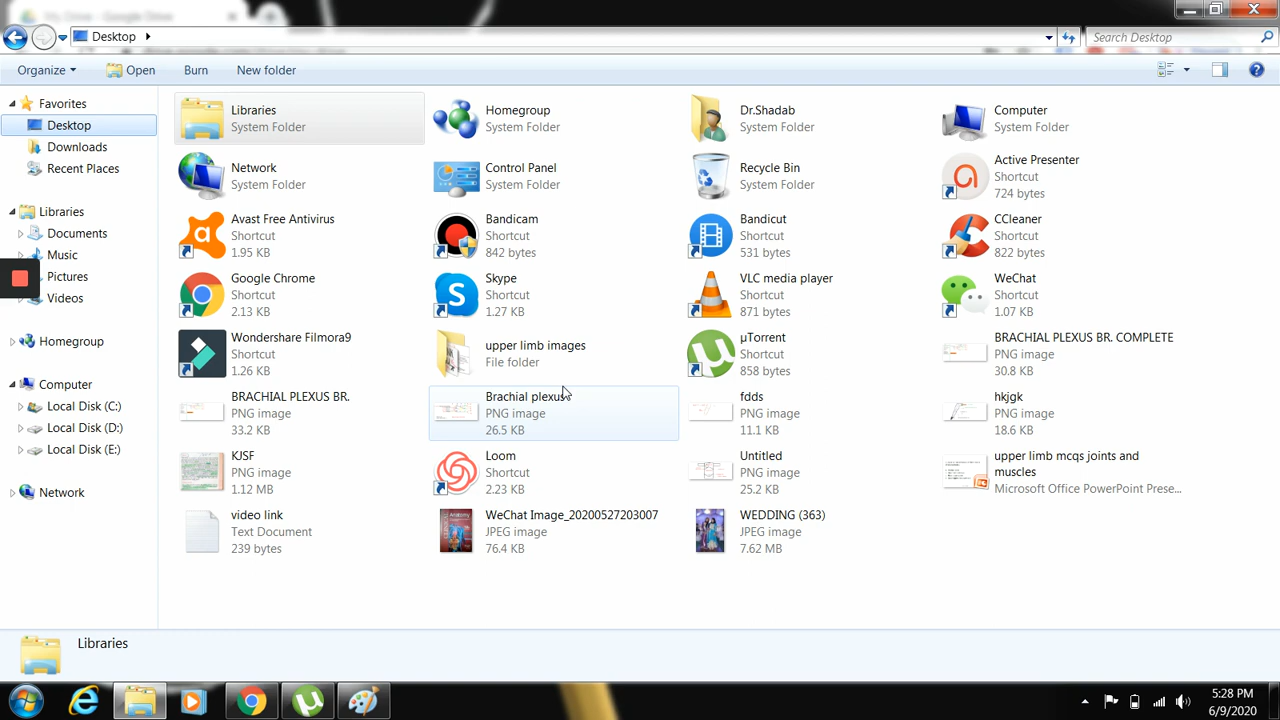 My Drive - Google Drive
Desktop
Search Desktop
Organize
Open
Burn
New folder
Favorites
Desktop
Downloads
Recent Places
Libraries
Documents
Music
Pictures
Videos
Homegroup
Computer
Local Disk (C:)
Local Disk (D:)
Local Disk (E:)
Network
Libraries
System Folder
Homegroup
System Folder
Dr.Shadab
System Folder
Computer
System Folder
Network
System Folder
Control Panel
System Folder
Recycle Bin
System Folder
Active Presenter
Shortcut
724 bytes
Avast Free Antivirus
Shortcut
1.95 KB
Bandicam
Shortcut
842 bytes
Bandicut
Shortcut
531 bytes
CCleaner
Shortcut
822 bytes
Google Chrome
Shortcut
2.13 KB
Skype
Shortcut
1.27 KB
VLC media player
Shortcut
871 bytes
WeChat
Shortcut
1.07 KB
Wondershare Filmora9
Shortcut
1.26 KB
upper limb images
File folder
µTorrent
Shortcut
858 bytes
BRACHIAL PLEXUS BR. COMPLETE
PNG image
30.8 KB
BRACHIAL PLEXUS BR.
PNG image
33.2 KB
Brachial plexus
PNG image
26.5 KB
fdds
PNG image
11.1 KB
hkjgk
PNG image
18.6 KB
KJSF
PNG image
1.12 MB
Loom
Shortcut
2.23 KB
Untitled
PNG image
25.2 KB
upper limb mcqs joints and
muscles
Microsoft Office PowerPoint Prese...
video link
Text Document
239 bytes
WeChat Image_20200527203007
JPEG image
76.4 KB
WEDDING (363)
JPEG image
7.62 MB
Libraries
5:28 PM
6/9/2020